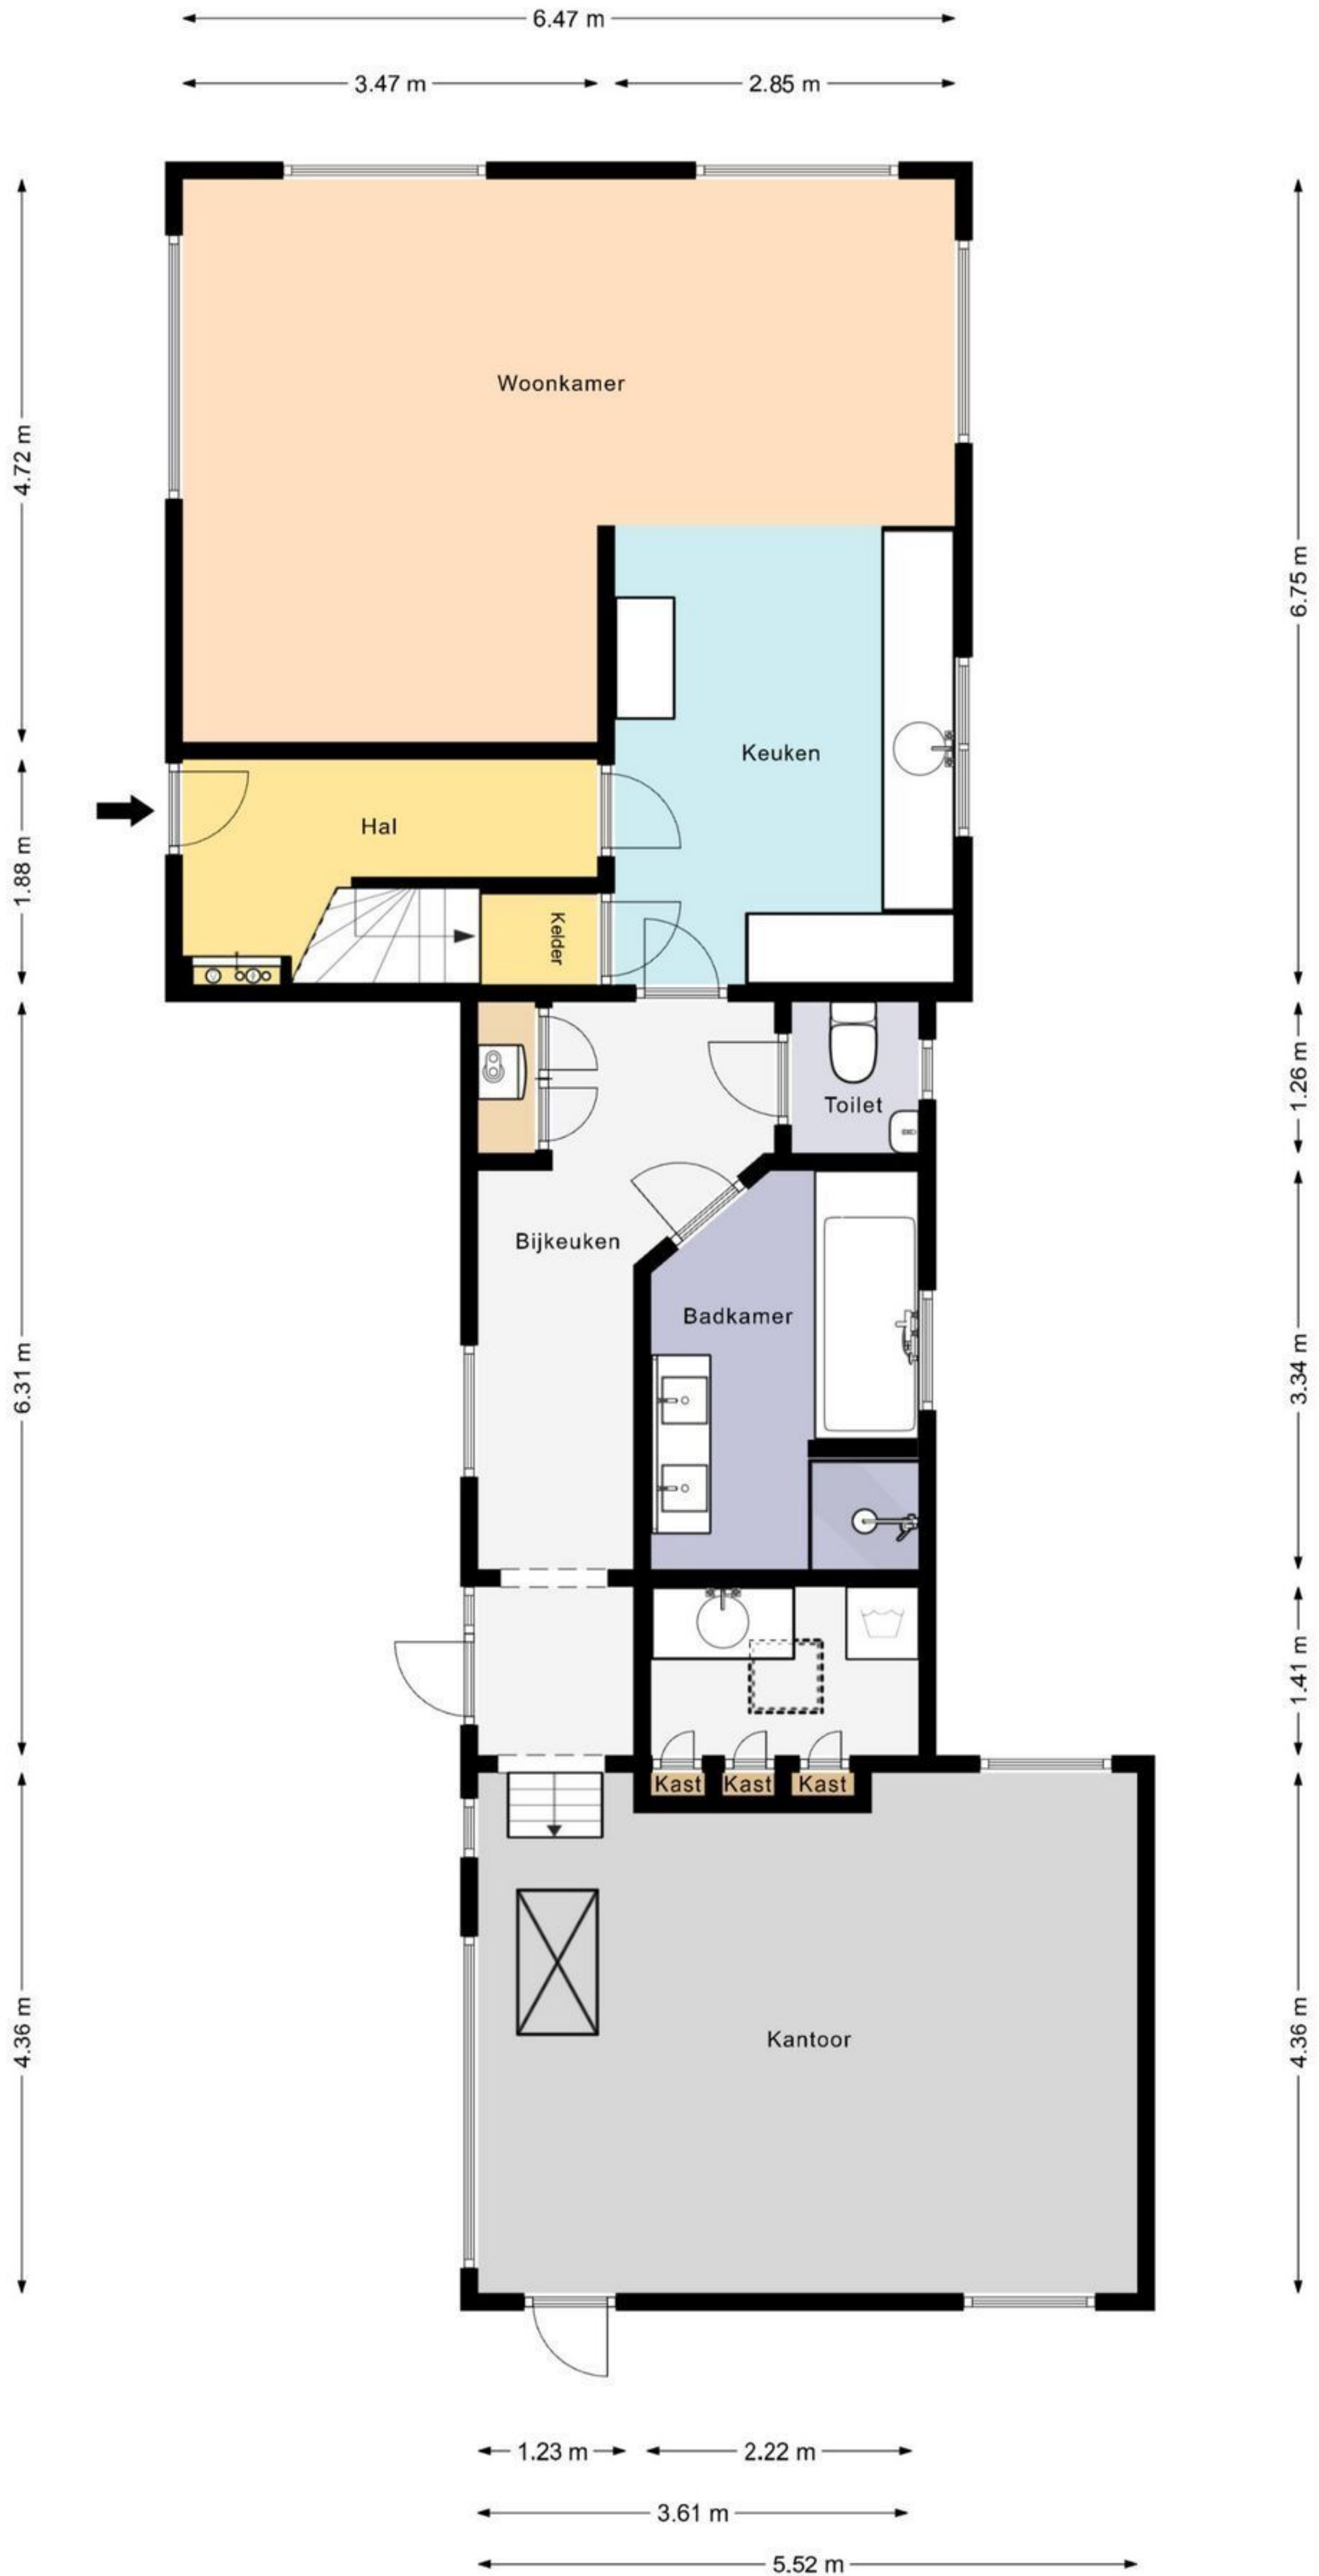 6.47 m
3.47 m
2.85 m
Woonkamer
4.72 m
6.75 m
Keuken
Hal
1.88 m
Kelder
1.26 m
Toilet
Bijkeuken
Badkamer
6.31 m
3.34 m
1.41 m
Kast
Kast
Kast
4.36 m
4.36 m
Kantoor
1.23 m
2.22 m
3.61 m
5.52 m